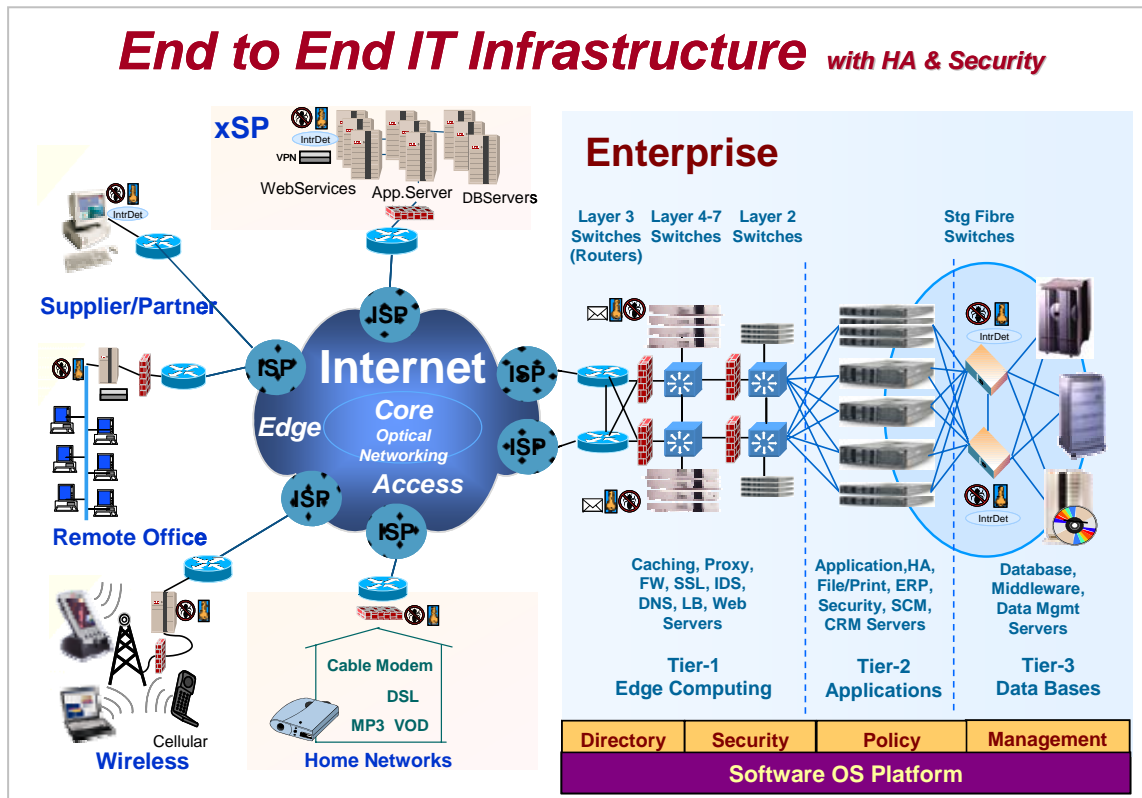 End to End IT Infrastructure with HA & Security
xSP
IntrDet
VPN
WebServices
App.Server
DBServers
IntrDet
Supplier/Partner
Remote Office
Wireless
Cellular
ISP
ISP
ISP
ISP
ISP
ISP
Internet
Edge
Core
Optical
Networking
Access
Cable Modem
DSL
MP3 VOD
Home Networks
Enterprise
Layer 3
Switches
(Routers)
Layer 4-7
Switches
Layer 2
Switches
Stg Fibre
Switches
IntrDet
IntrDet
Caching, Proxy,
FW, SSL, IDS,
DNS, LB, Web
Servers
Application,HA,
File/Print, ERP,
Security, SCM,
CRM Servers
Database,
Middleware,
Data Mgmt
Servers
Tier-1
Edge Computing
Tier-2
Applications
Tier-3
Data Bases
Directory
Security
Policy
Management
Software OS Platform